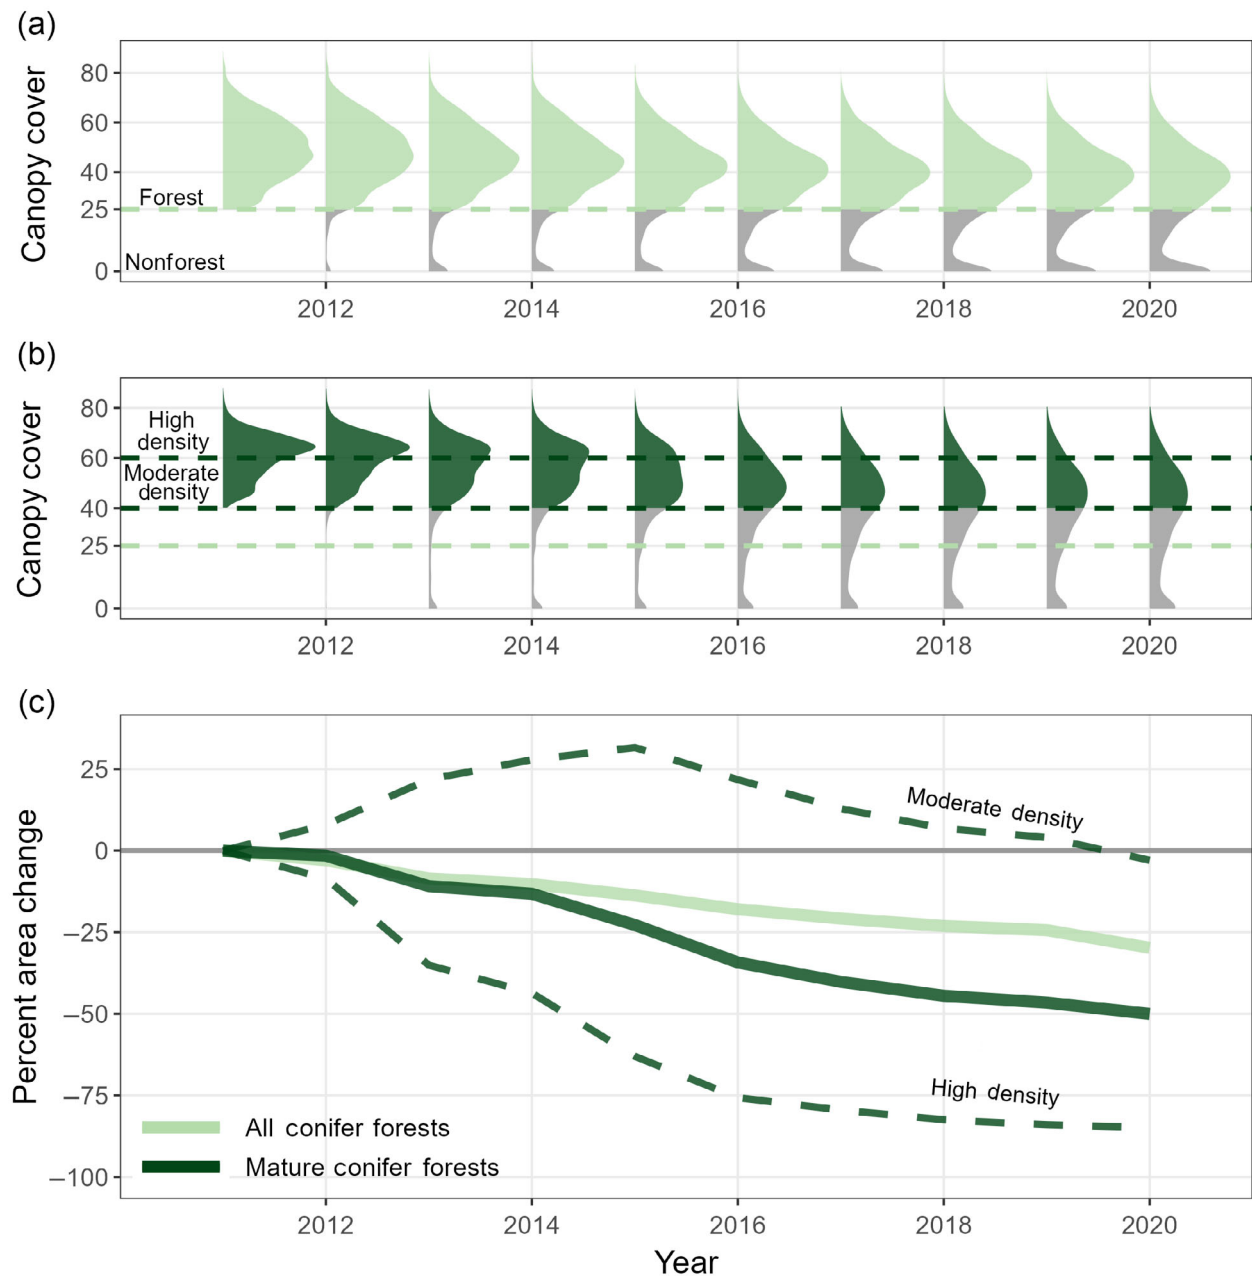 (a)
Canopy cover
80
60
40
25
0
Forest
Nonforest
2012
2014
2016
2018
2020
(b)
Canopy cover
80
60
40
25
0
High
density
Moderate
density
2012
2014
2016
2018
2020
(c)
Percent area change
25
0
−25
−50
−75
−100
Moderate density
High density
All conifer forests
Mature conifer forests
2012
2014
2016
2018
2020
Year